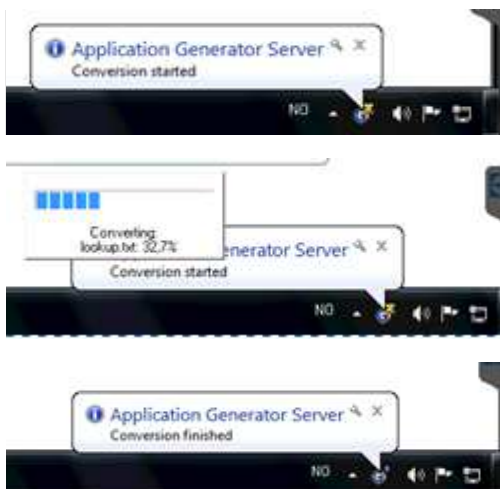 Application Generator Server
Conversion started
NO
Converting:
lookup.txt: 32,7%
nerator Server
Conversion started
NO
Application Generator Server
Conversion finished
NO